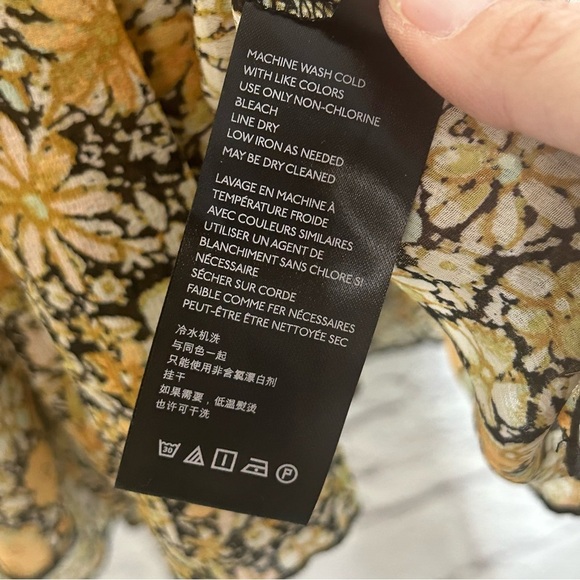 MACHINE WASH COLD
WITH LIKE COLORS
USE ONLY NON-CHLORINE
BLEACH
LINE DRY
LOW IRON AS NEEDED
MAY BE DRY CLEANED
LAVAGE EN MACHINE À
TEMPÉRATURE FROIDE
AVEC COULEURS SIMILAIRES
UTILISER UN AGENT DE
BLANCHIMENT SANS CHLORE SI
NÉCESSAIRE
SÉCHER SUR CORDE
FAIBLE COMME FER NÉCESSAIRES
PEUT-ÊTRE ÊTRE NETTOYÉE SEC
冷水机洗
与同色一起
只能使用非含氯漂白剂
挂干
如果需要，低温熨烫
也许可干洗
30 P